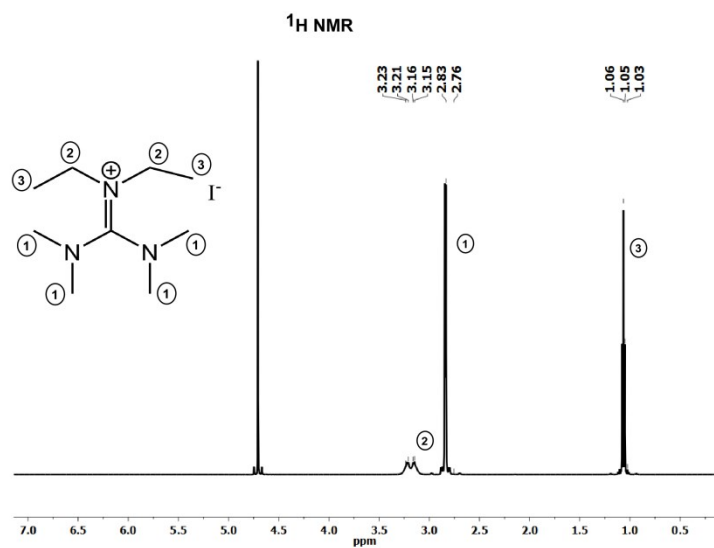 ¹H NMR
3.23
3.21
3.16
3.15
2.83
2.76
1.06
1.05
1.03
② ②
③ ⊕ ③
N I⁻
① N N ①
① ①
①
③
②
7.0 6.5 6.0 5.5 5.0 4.5 4.0 3.5 3.0 2.5 2.0 1.5 1.0 0.5
ppm